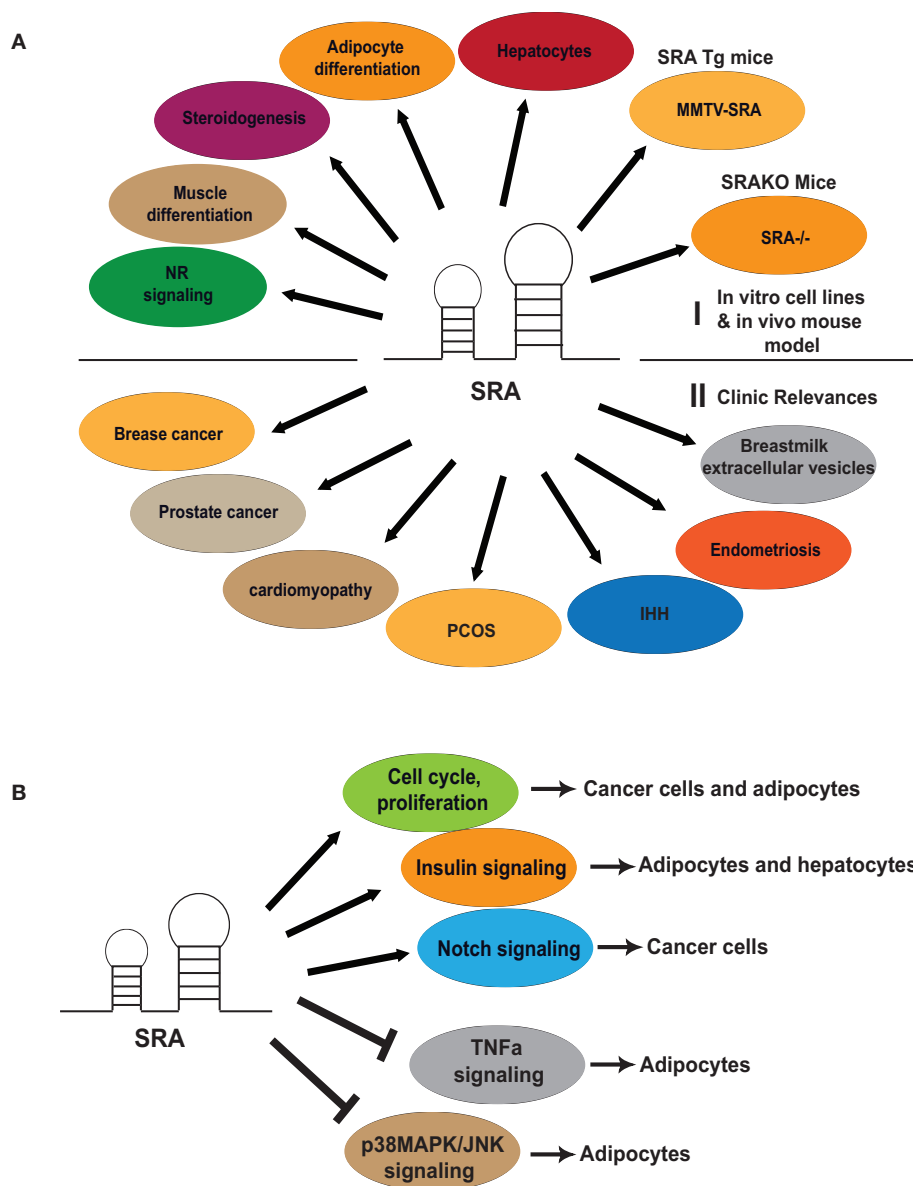 A
Adipocyte
differentiation
Hepatocytes
SRA Tg mice
MMTV-SRA
Steroidogenesis
Muscle
differentiation
SRAKO Mice
SRA-/-
NR
signaling
I
In vitro cell lines
& in vivo mouse
model
SRA
II
Clinic Relevances
Brease cancer
Breastmilk
extracellular vesicles
Prostate cancer
Endometriosis
cardiomyopathy
PCOS
IHH
B
Cell cycle,
proliferation
Cancer cells and adipocytes
Insulin signaling
Adipocytes and hepatocytes
Notch signaling
Cancer cells
SRA
TNFa
signaling
Adipocytes
p38MAPK/JNK
signaling
Adipocytes